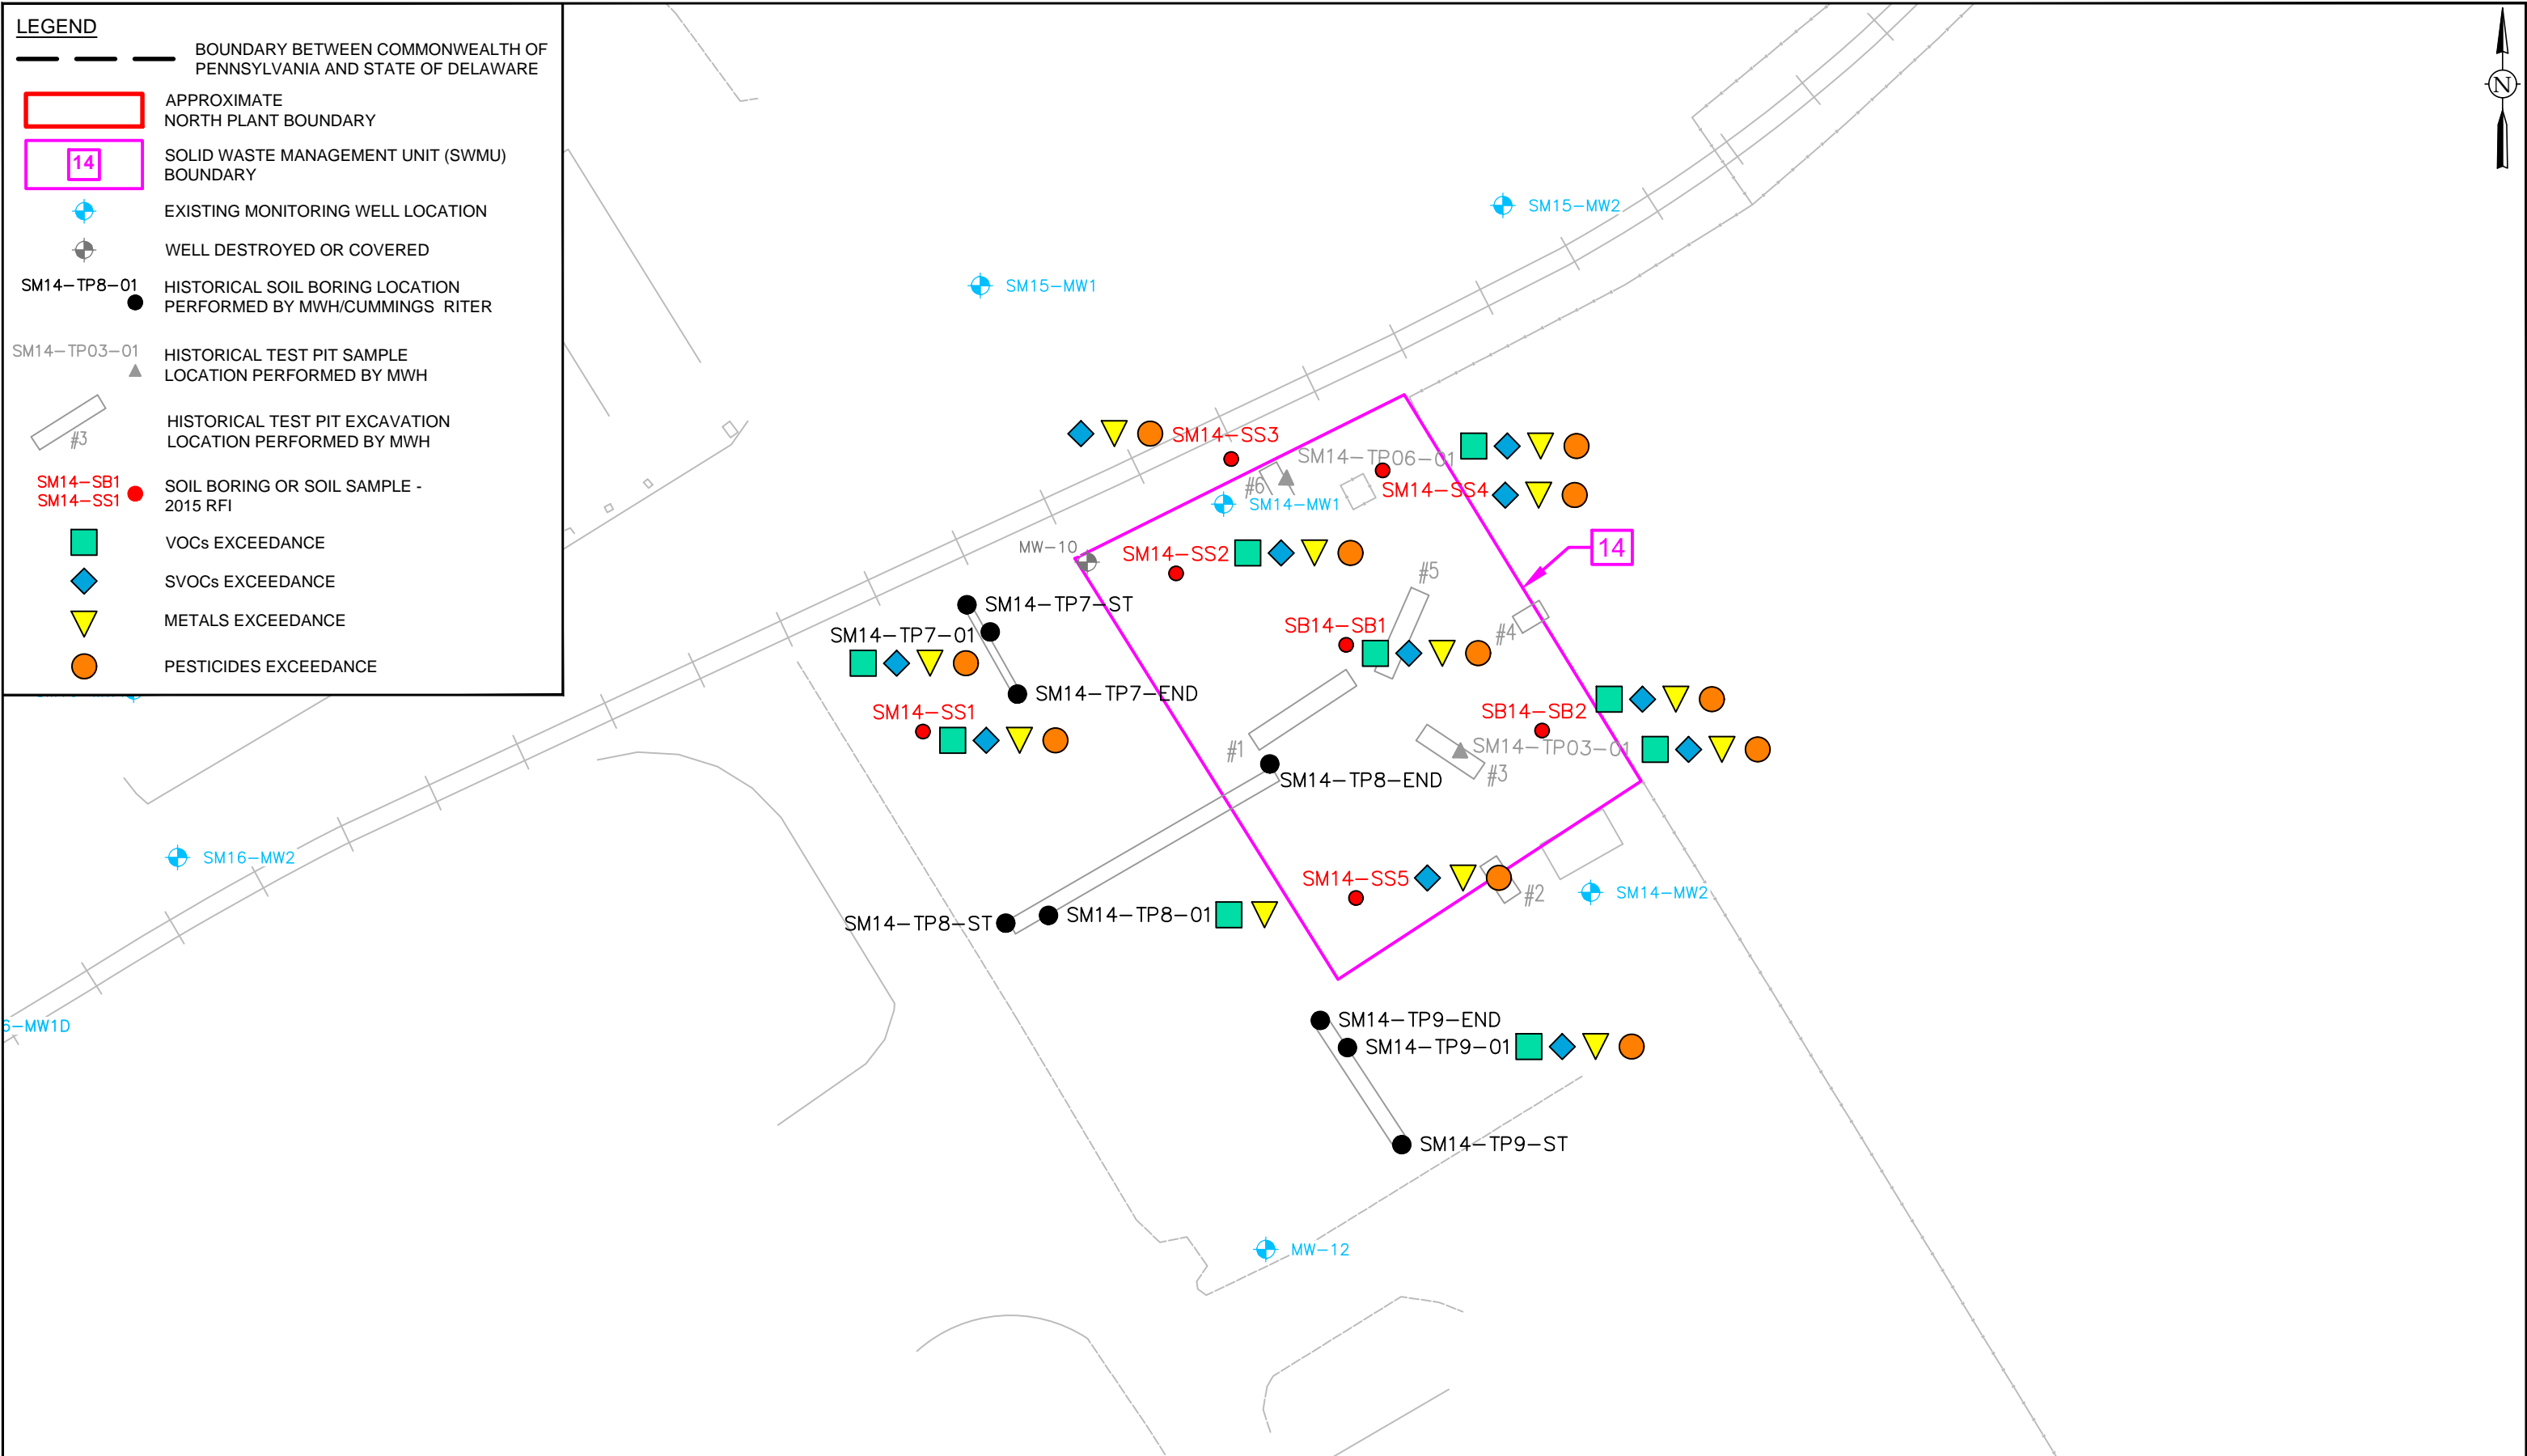 LEGEND
BOUNDARY BETWEEN COMMONWEALTH OF
PENNSYLVANIA AND STATE OF DELAWARE
APPROXIMATE
NORTH PLANT BOUNDARY
14
SOLID WASTE MANAGEMENT UNIT (SWMU)
BOUNDARY
EXISTING MONITORING WELL LOCATION
WELL DESTROYED OR COVERED
SM14-TP8-01
HISTORICAL SOIL BORING LOCATION
PERFORMED BY MWH/CUMMINGS RITER
SM14-TP03-01
HISTORICAL TEST PIT SAMPLE
LOCATION PERFORMED BY MWH
#3
HISTORICAL TEST PIT EXCAVATION
LOCATION PERFORMED BY MWH
SM14-SB1
SM14-SS1
SOIL BORING OR SOIL SAMPLE -
2015 RFI
VOCs EXCEEDANCE
SVOCs EXCEEDANCE
METALS EXCEEDANCE
PESTICIDES EXCEEDANCE
N
SM15-MW2
SM15-MW1
SM14-SS3
SM14-TP06-01
#6
SM14-SS4
SM14-MW1
MW-10
SM14-SS2
14
#5
SM14-TP7-ST
SM14-TP7-01
SB14-SB1
#4
SM14-TP7-END
SM14-SS1
SB14-SB2
#1
SM14-TP03-01
#3
SM14-TP8-END
SM16-MW2
SM14-SS5
#2
SM14-MW2
SM14-TP8-ST
SM14-TP8-01
6-MW1D
SM14-TP9-END
SM14-TP9-01
SM14-TP9-ST
MW-12